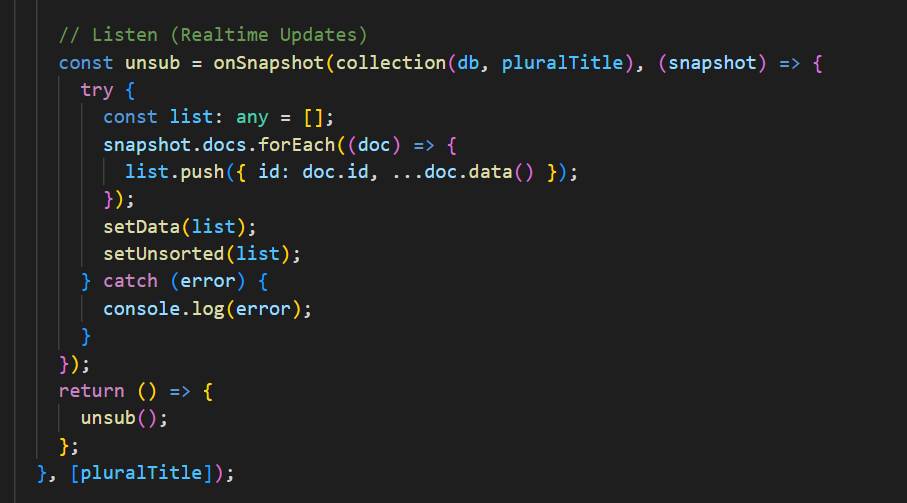 // Listen (Realtime Updates)
const unsub = onSnapshot(collection(db, pluralTitle), (snapshot) => {
try {
const list: any = [];
snapshot.docs.forEach((doc) => {
list.push({ id: doc.id, ...doc.data() });
});
setData(list);
setUnsorted(list);
} catch (error) {
console.log(error);
}
});
return () => {
unsub();
};
}, [pluralTitle]);